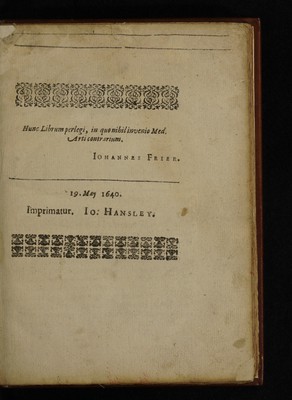 Hunc Librum perlegi, in quo nihil invenio Med.
Arti contrarium.
IOHANNES FRIER.
19. May 1640.
Imprimatur. IO: HANSLEY.